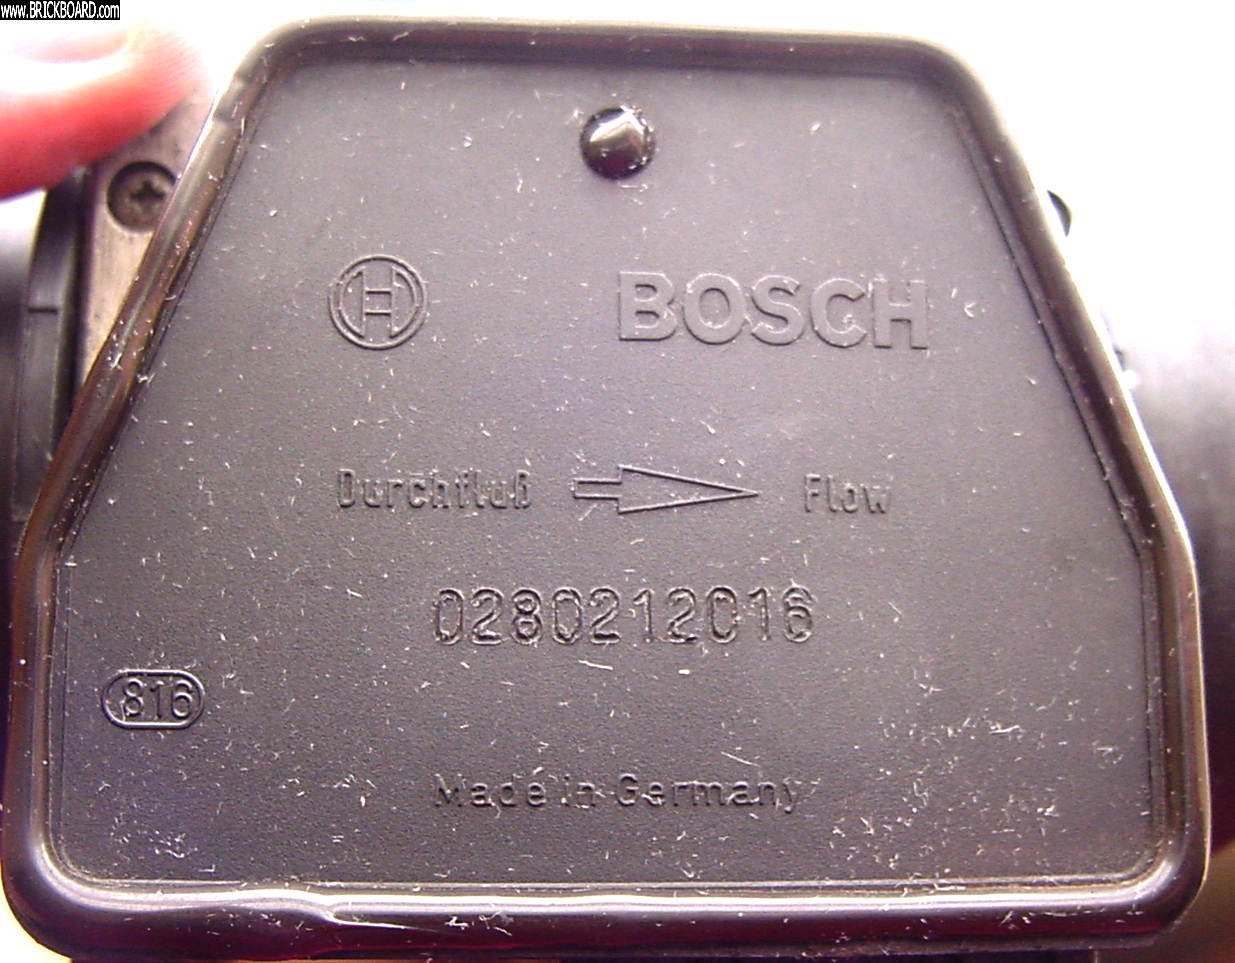 www.BRICKBOARD.com
BOSCH
Durchfluß Flow
0280212016
816
Made in Germany